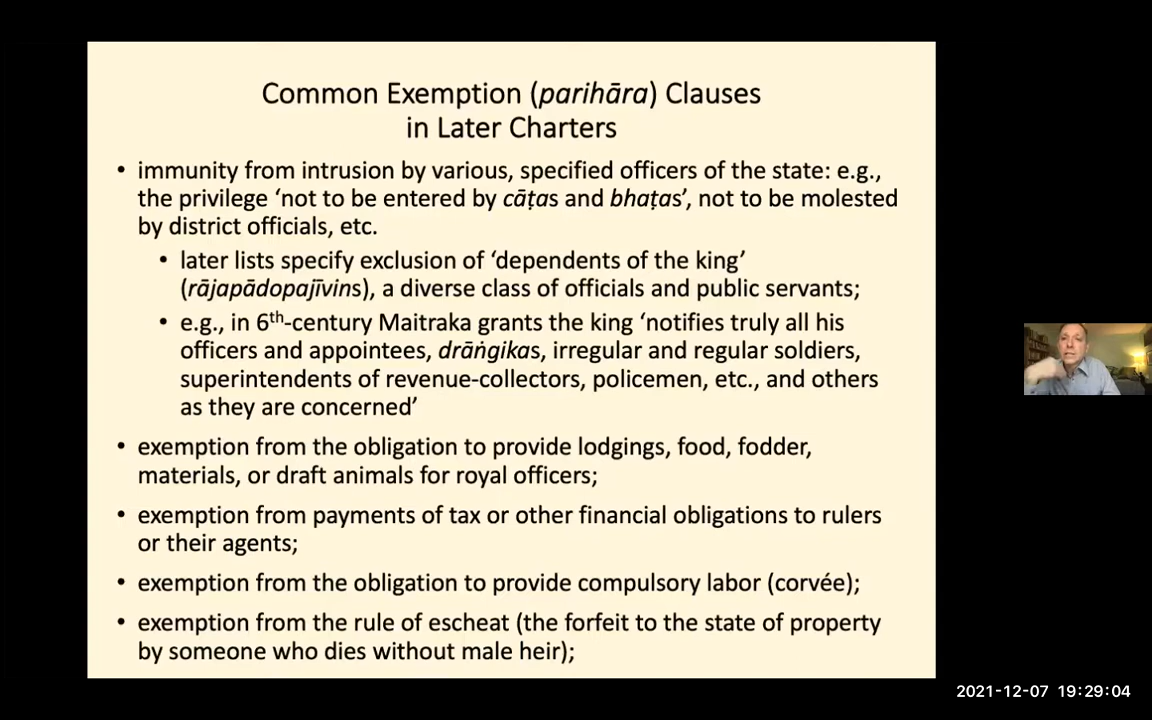 Common Exemption (parihāra) Clauses
in Later Charters
• immunity from intrusion by various, specified officers of the state: e.g.,
the privilege ‘not to be entered by cāṭas and bhaṭas’, not to be molested
by district officials, etc.
• later lists specify exclusion of ‘dependents of the king’
(rājapādopajīvins), a diverse class of officials and public servants;
• e.g., in 6th-century Maitraka grants the king ‘notifies truly all his
officers and appointees, drāṅgikas, irregular and regular soldiers,
superintendents of revenue-collectors, policemen, etc., and others
as they are concerned’
• exemption from the obligation to provide lodgings, food, fodder,
materials, or draft animals for royal officers;
• exemption from payments of tax or other financial obligations to rulers
or their agents;
• exemption from the obligation to provide compulsory labor (corvée);
• exemption from the rule of escheat (the forfeit to the state of property
by someone who dies without male heir);
2021-12-07 19:29:04